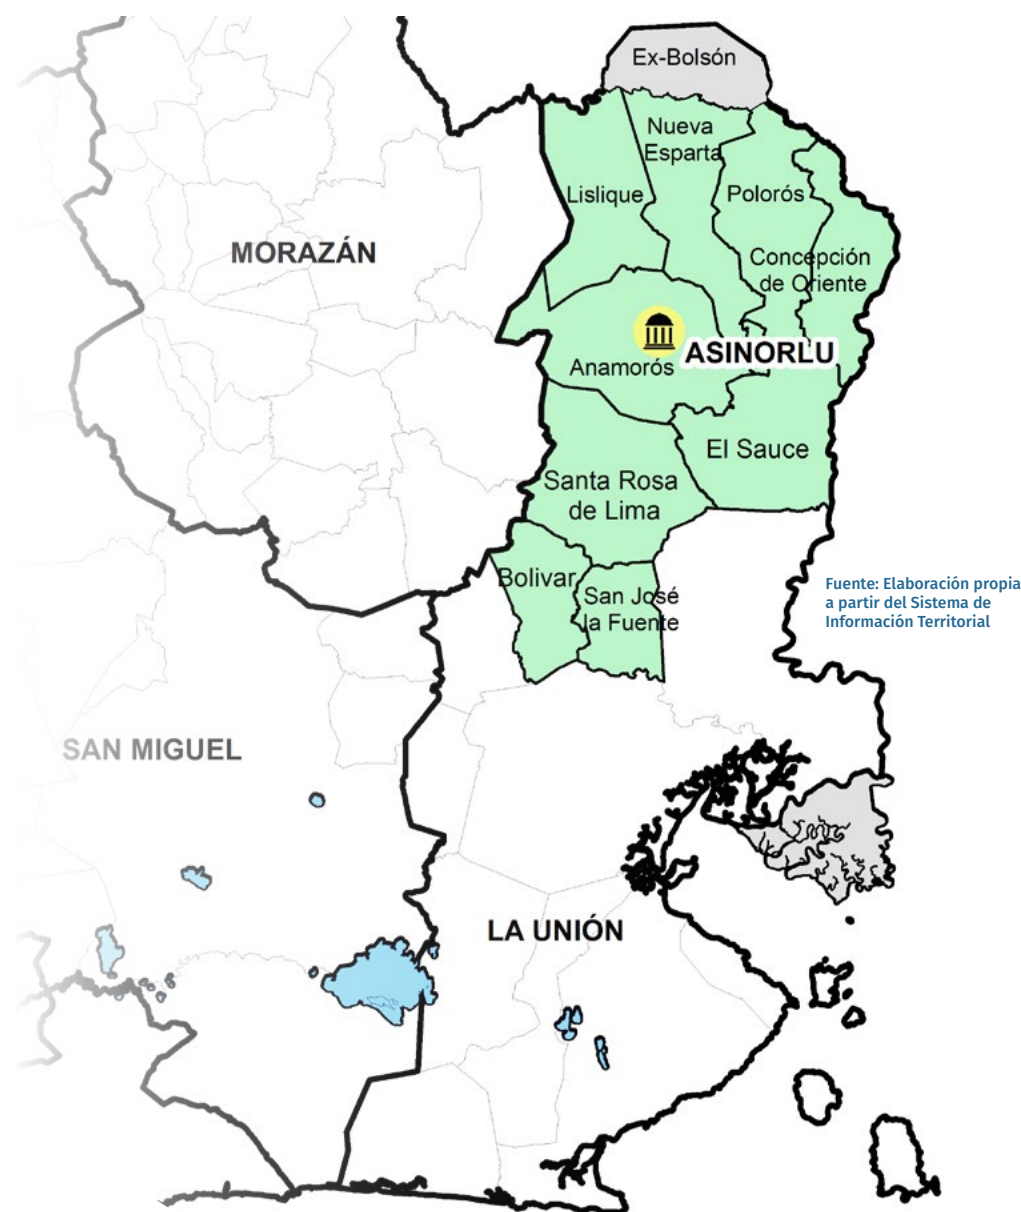 Ex-Bolsón
Nueva
Esparta
Lislique
Polorós
MORAZÁN
Concepción
de Oriente
ASINORLU
Anamorós
El Sauce
Santa Rosa
de Lima
Bolivar
San José
la Fuente
Fuente: Elaboración propia
a partir del Sistema de
Información Territorial
SAN MIGUEL
LA UNIÓN